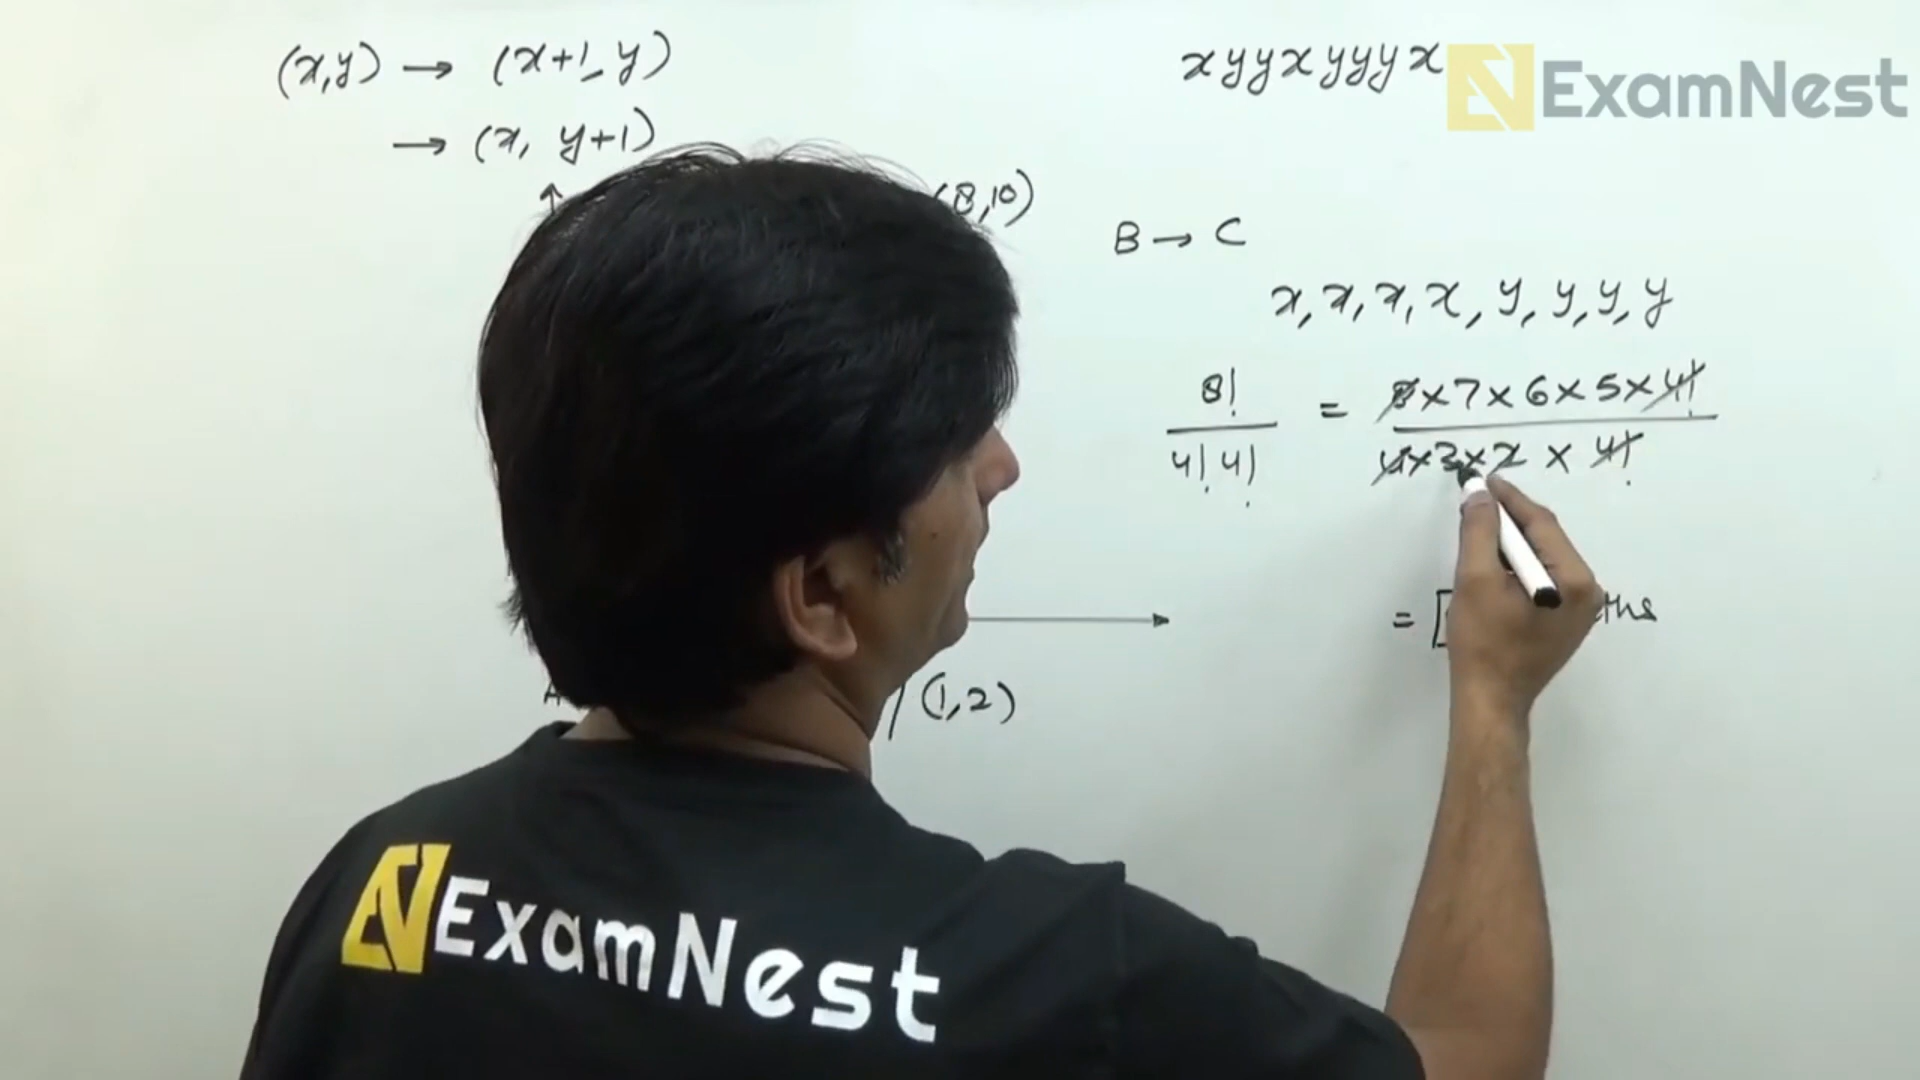 (x,y) → (x+1, y)
→ (x, y+1)
x y y x y y y x
ExamNest
(8,10)
B → C
x, x, x, x, y, y, y, y
8! / 4! 4! = 8×7×6×5×4! / 4×3×2 × 4!
=
(1,2)
ExamNest